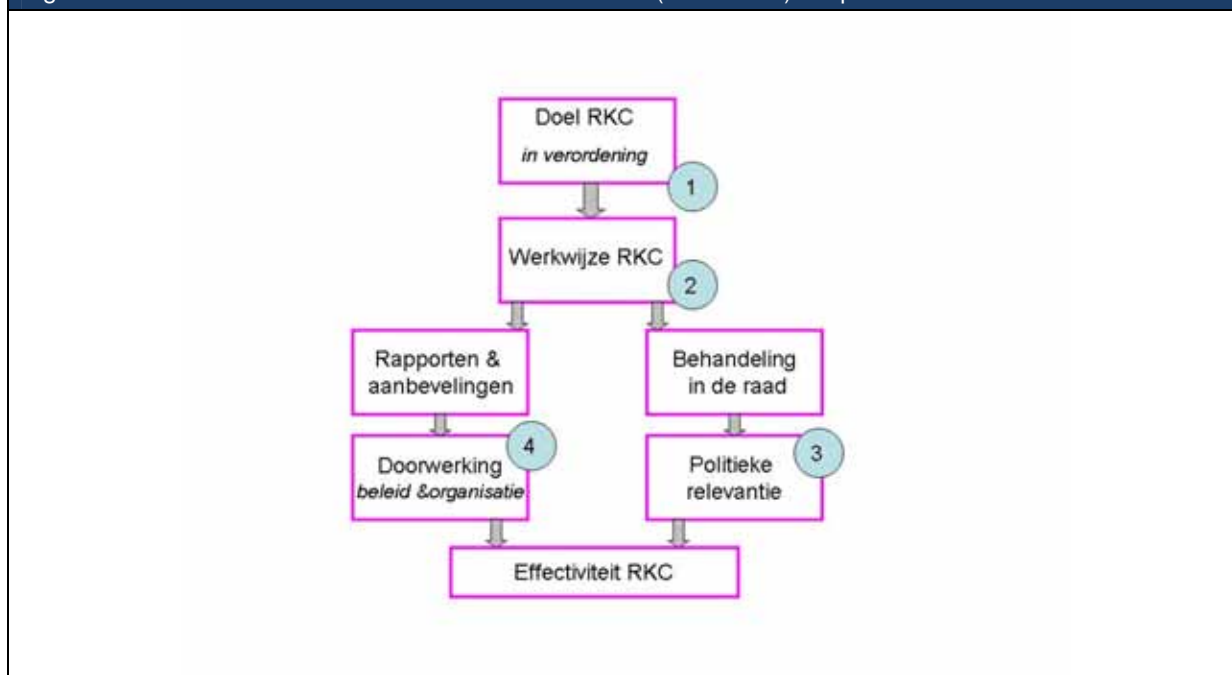 Doel RKC
in verordening
1
Werkwijze RKC
2
Rapporten &
aanbevelingen
Behandeling
in de raad
4
Doorwerking
beleid &organisatie
3
Politieke
relevantie
Effectiviteit RKC